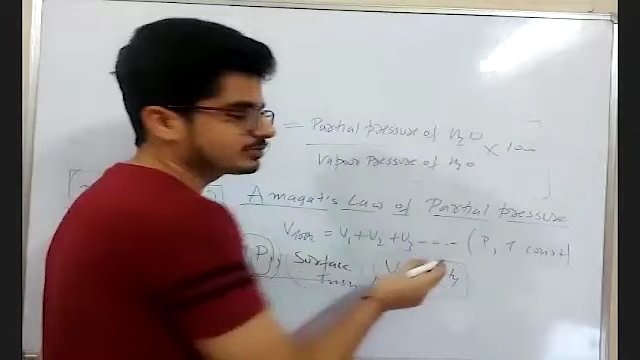 = Partial pressure of H₂O × 100
Vapour Pressure of H₂O
Amagat's Law of Partial pressure
V = V₁ + V₂ + V₃ ---- (P, T const)
P, Surface